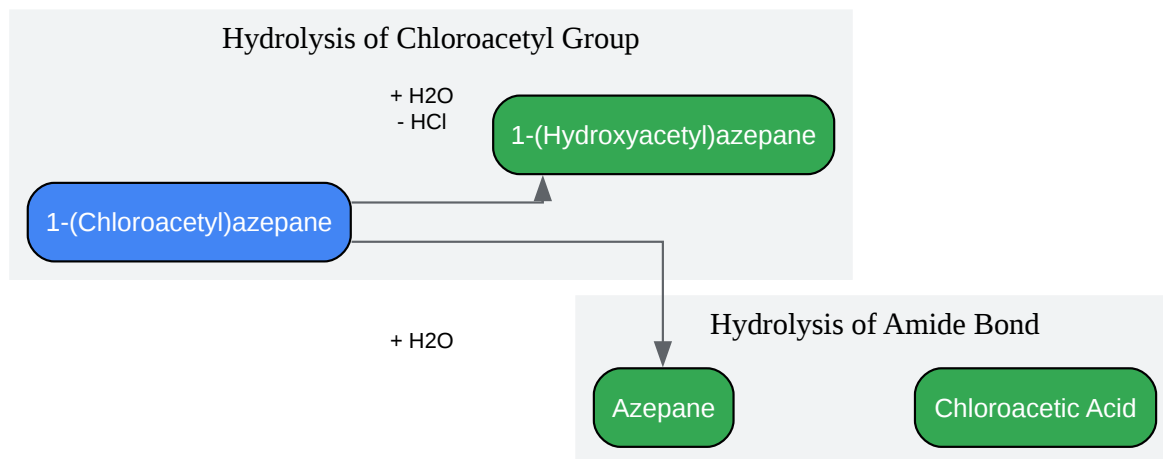 Hydrolysis of Chloroacetyl Group
+ H2O
- HCl
1-(Hydroxyacetyl)azepane
1-(Chloroacetyl)azepane
Hydrolysis of Amide Bond
+ H2O
Azepane
Chloroacetic Acid